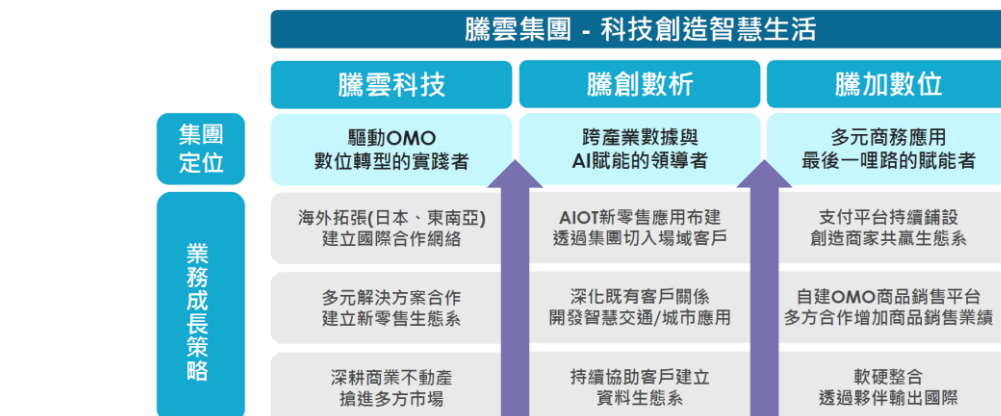 騰雲集團 - 科技創造智慧生活
騰雲科技
騰創數析
騰加數位
集團
定位
驅動OMO
數位轉型的實踐者
跨產業數據與
AI賦能的領導者
多元商務應用
最後一哩路的賦能者
業務成長策略
海外拓張(日本、東南亞)
建立國際合作網絡
AIOT新零售應用布建
透過集團切入場域客戶
支付平台持續鋪設
創造商家共贏生態系
多元解決方案合作
建立新零售生態系
深化既有客戶關係
開發智慧交通/城市應用
自建OMO商品銷售平台
多方合作增加商品銷售業績
深耕商業不動產
搶進多方市場
持續協助客戶建立
資料生態系
軟硬整合
透過夥伴輸出國際